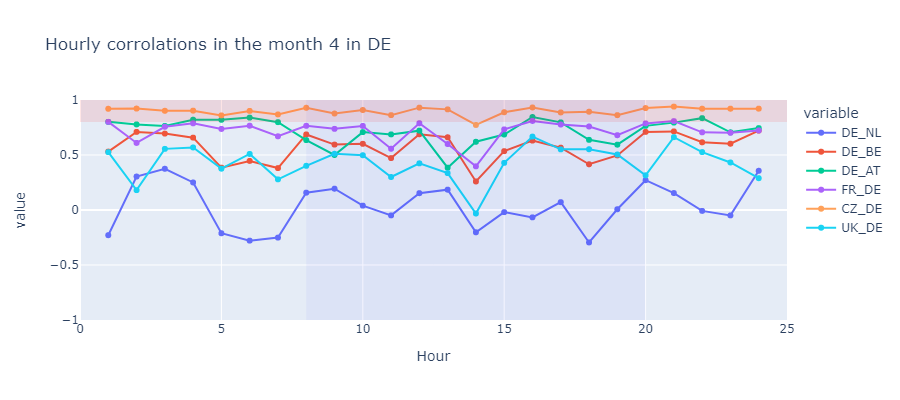 Hourly corrolations in the month 4 in DE
variable
DE_NL
DE_BE
DE_AT
FR_DE
CZ_DE
UK_DE
value
1
0.5
0
−0.5
−1
0
5
10
15
20
25
Hour